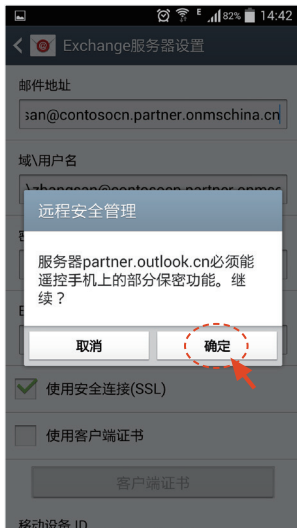 E 82% 14:42
Exchange服务器设置
邮件地址
san@contosocn.partner.onmschina.cn
域\用户名
\zhangsan@contosocn.partner.onmsc
远程安全管理
服务器partner.outlook.cn必须能
遥控手机上的部分保密功能。继
续？
取消 确定
使用安全连接(SSL)
使用客户端证书
客户端证书
移动设备 ID